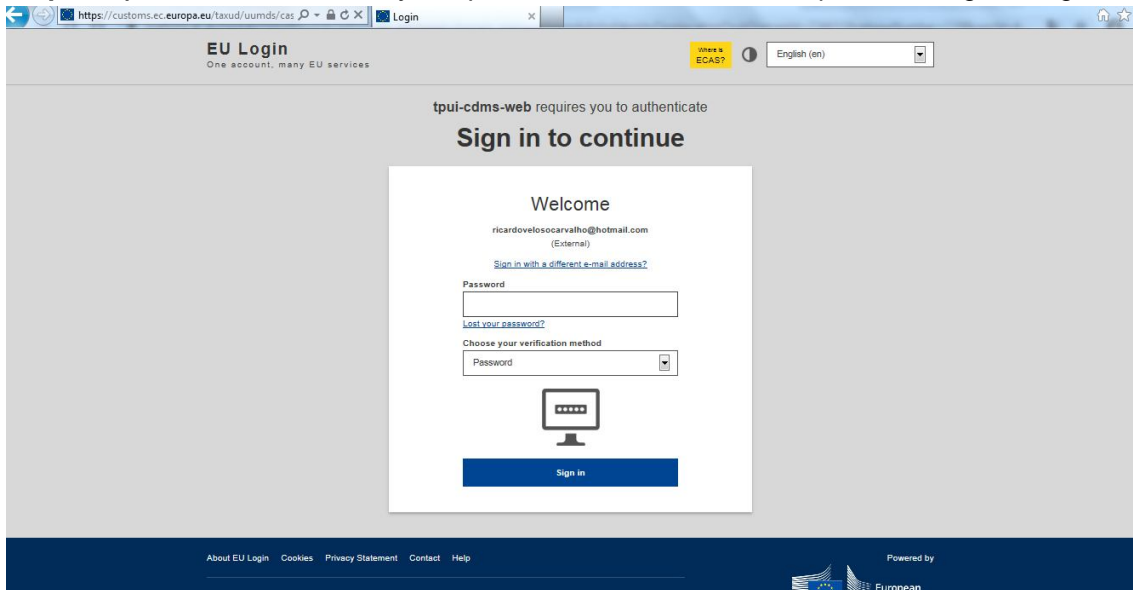 https://customs.ec.europa.eu/taxud/uumds/cas
Login
EU Login
One account, many EU services
Where is
ECAS?
English (en)
tpui-cdms-web requires you to authenticate
Sign in to continue
Welcome
ricardovelosocarvalho@hotmail.com
(External)
Sign in with a different e-mail address?
Password
Lost your password?
Choose your verification method
Password
Sign in
About EU Login Cookies Privacy Statement Contact Help
Powered by
European